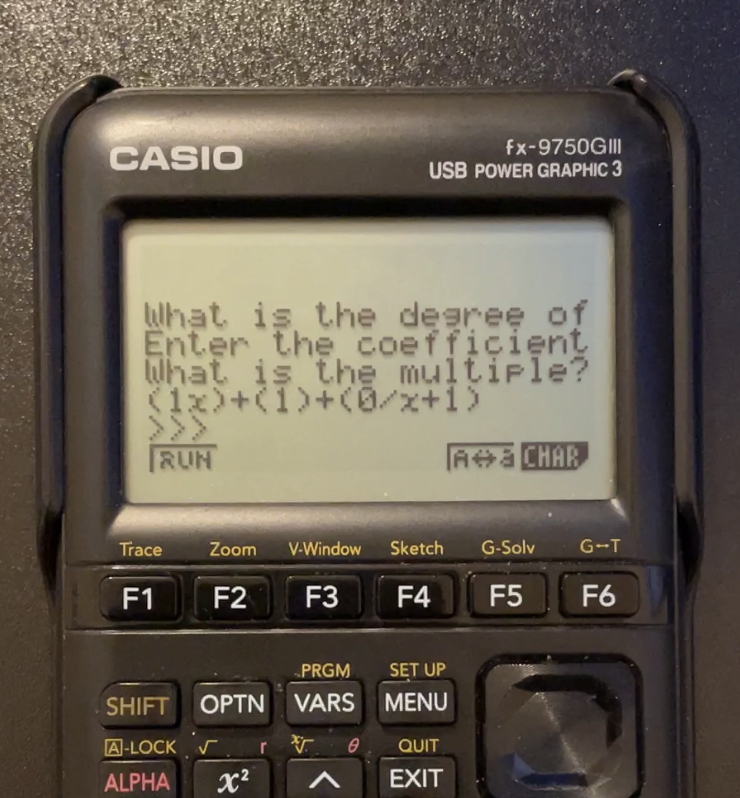 CASIO
fx-9750GIII
USB POWER GRAPHIC 3
What is the degree of
Enter the coefficient
What is the multiple?
(1x)+(1)+(0/x+1)
>>>
RUN A↔a CHAR
Trace Zoom V-Window Sketch G-Solv G↔T
F1 F2 F3 F4 F5 F6
PRGM SET UP
SHIFT OPTN VARS MENU
A-LOCK √ r ˣ√ θ QUIT
ALPHA x² ^ EXIT